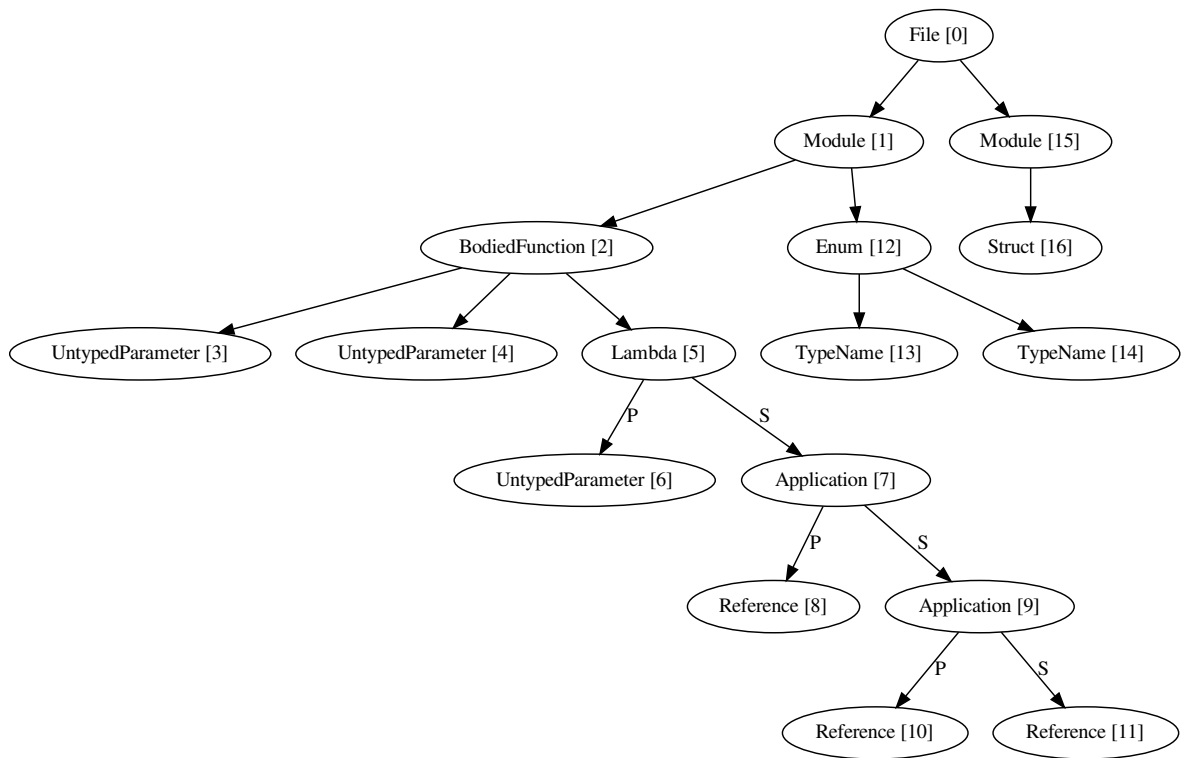 File [0]
Module [1]
Module [15]
BodiedFunction [2]
Enum [12]
Struct [16]
UntypedParameter [3]
UntypedParameter [4]
Lambda [5]
TypeName [13]
TypeName [14]
P
S
UntypedParameter [6]
Application [7]
P
S
Reference [8]
Application [9]
P
S
Reference [10]
Reference [11]